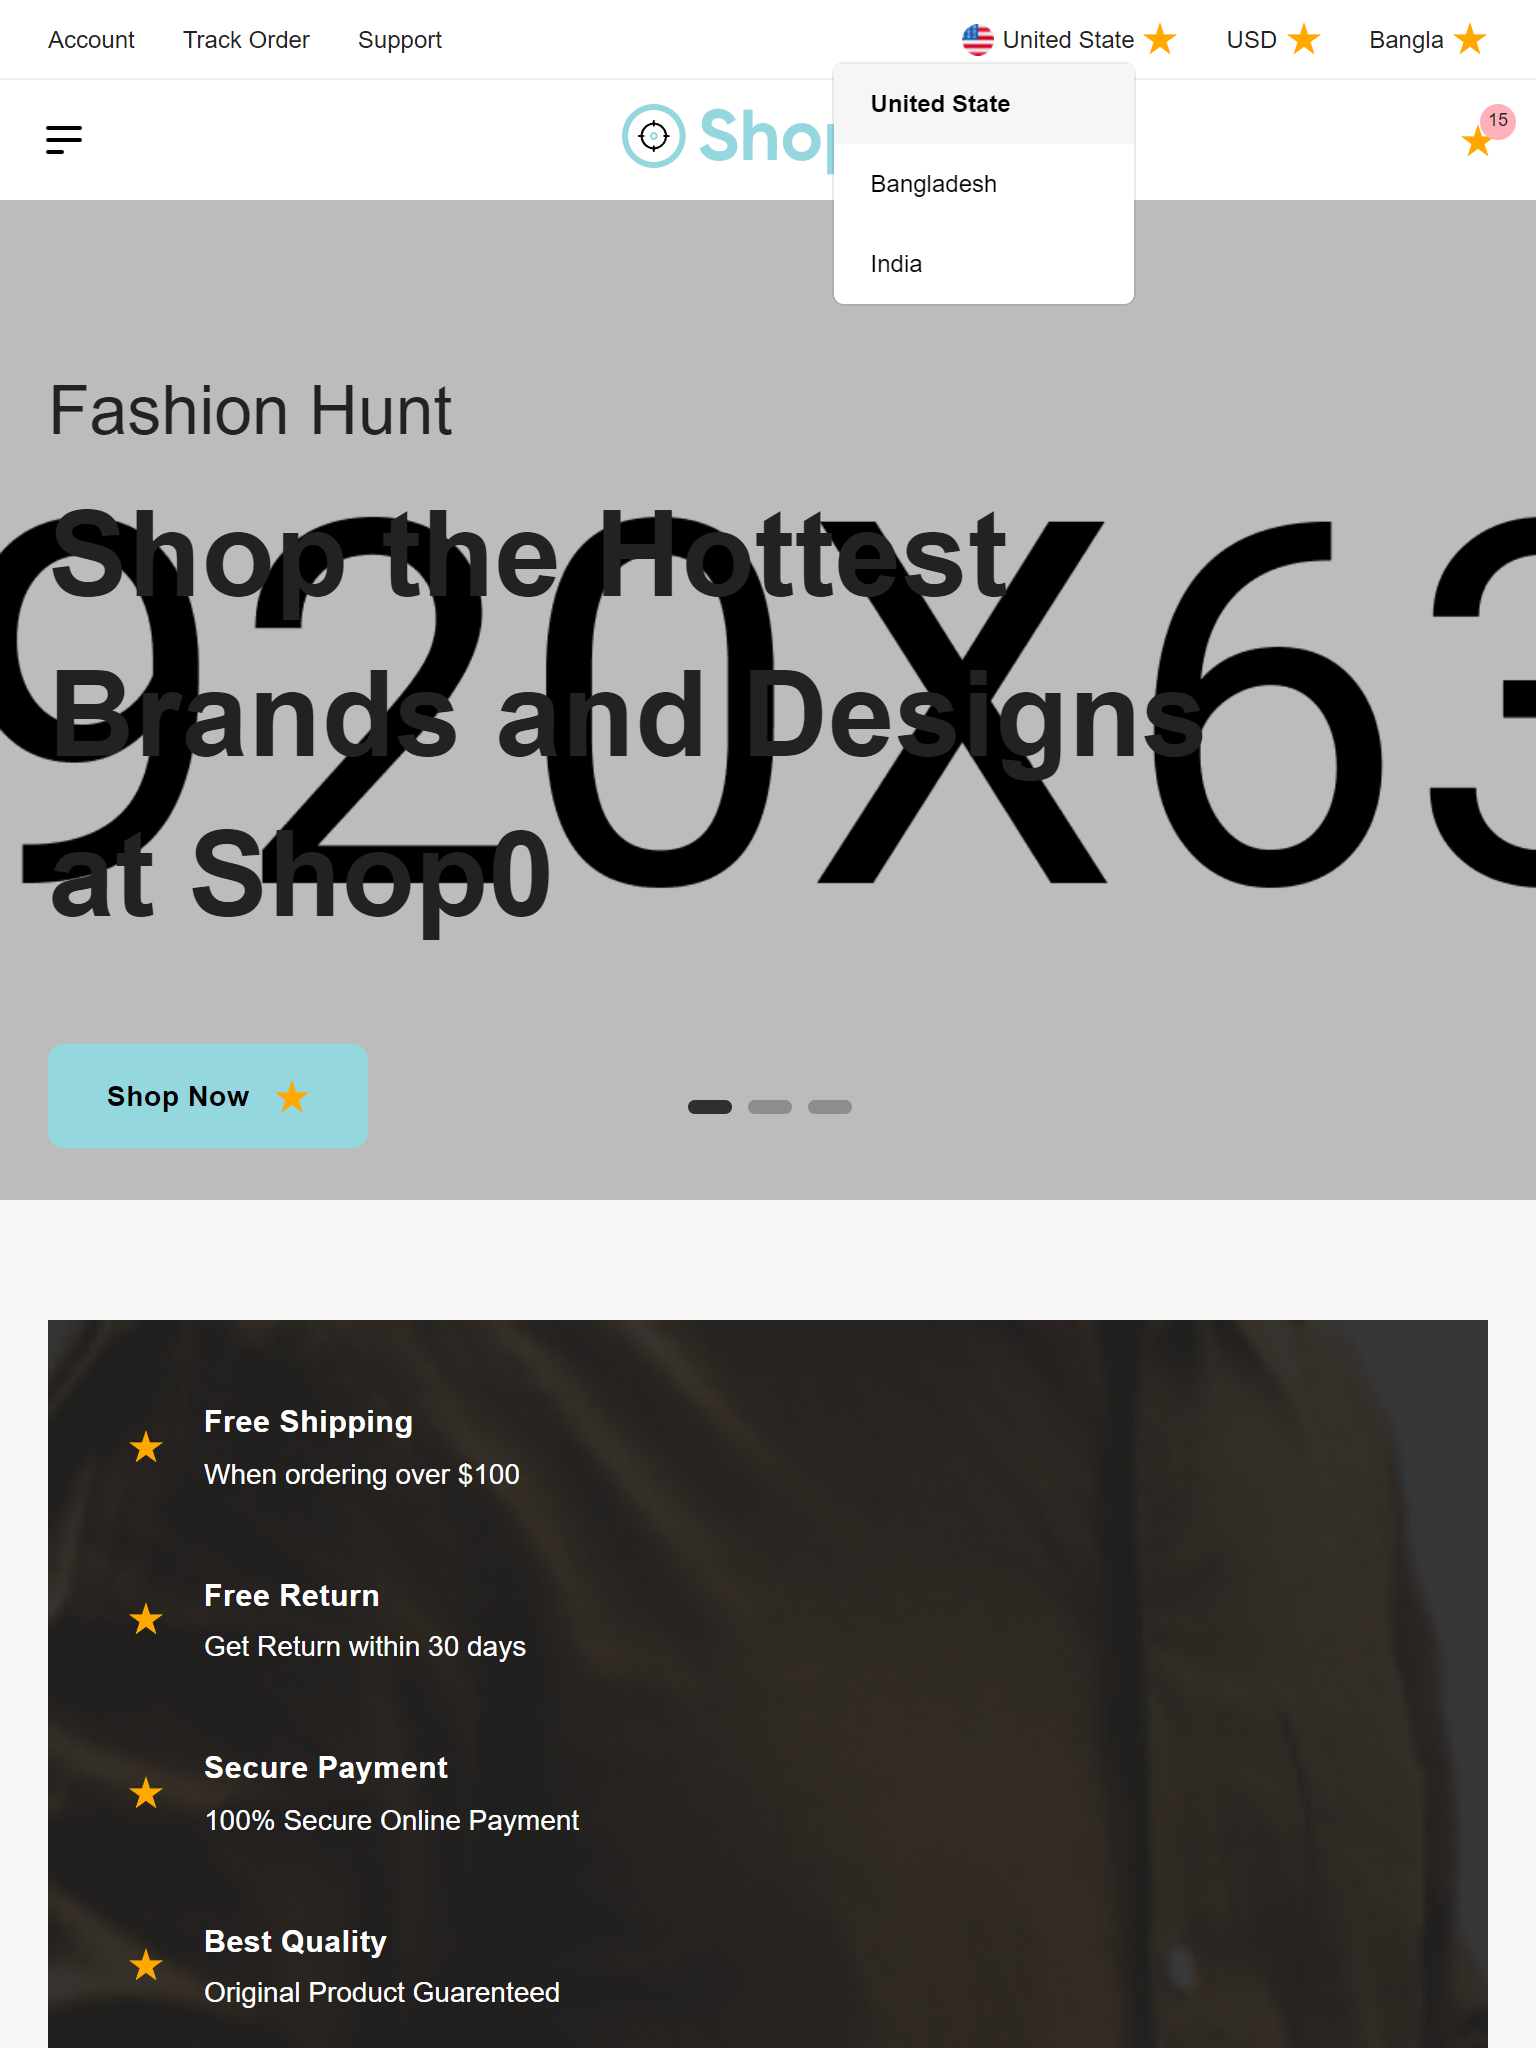 Account Track Order Support United State USD Bangla
United State
Bangladesh
India
15
Fashion Hunt
Shop the Hottest
Brands and Designs
at Shop0
920X63
Shop Now
Free Shipping
When ordering over $100
Free Return
Get Return within 30 days
Secure Payment
100% Secure Online Payment
Best Quality
Original Product Guarenteed